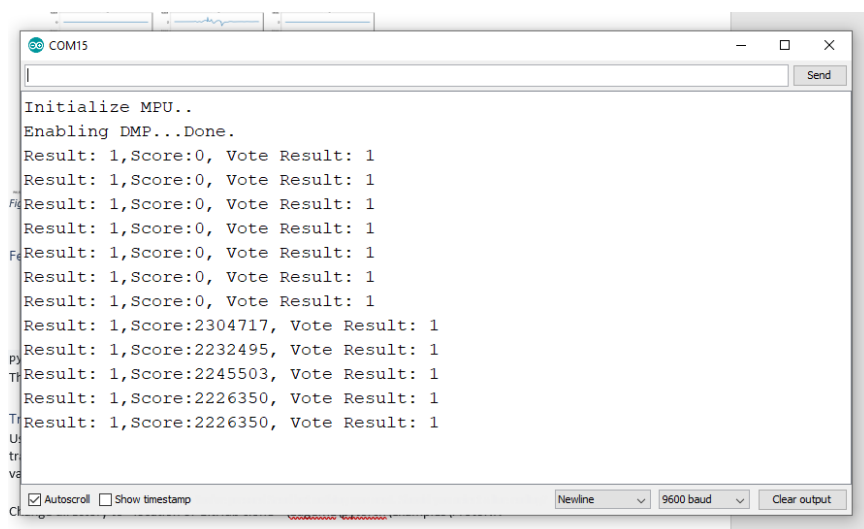 COM15
Send
Initialize MPU..
Enabling DMP...Done.
Result: 1,Score:0, Vote Result: 1
Result: 1,Score:0, Vote Result: 1
Result: 1,Score:0, Vote Result: 1
Result: 1,Score:0, Vote Result: 1
Result: 1,Score:0, Vote Result: 1
Result: 1,Score:0, Vote Result: 1
Result: 1,Score:0, Vote Result: 1
Result: 1,Score:2304717, Vote Result: 1
Result: 1,Score:2232495, Vote Result: 1
Result: 1,Score:2245503, Vote Result: 1
Result: 1,Score:2226350, Vote Result: 1
Result: 1,Score:2226350, Vote Result: 1
Autoscroll Show timestamp Newline 9600 baud Clear output